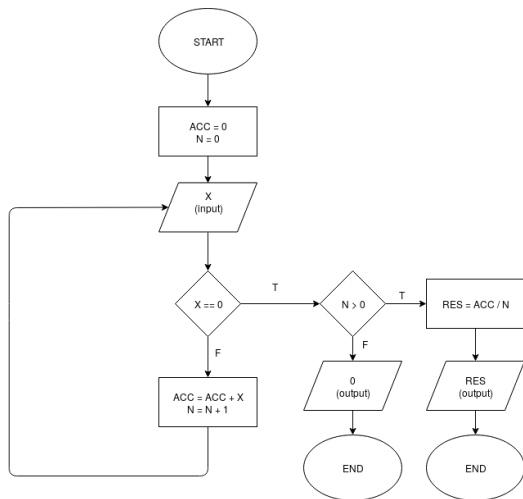 START
ACC = 0
N = 0
X
(input)
X == 0
T
N > 0
T
RES = ACC / N
F
F
ACC = ACC + X
N = N + 1
0
(output)
RES
(output)
END
END